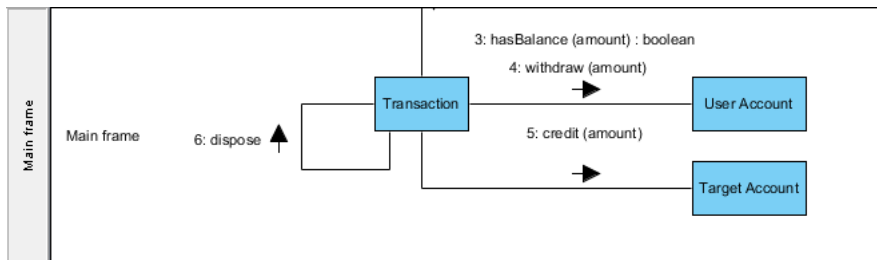 Main frame
Main frame
3: hasBalance (amount) : boolean
4: withdraw (amount)
Transaction
User Account
6: dispose
5: credit (amount)
Target Account